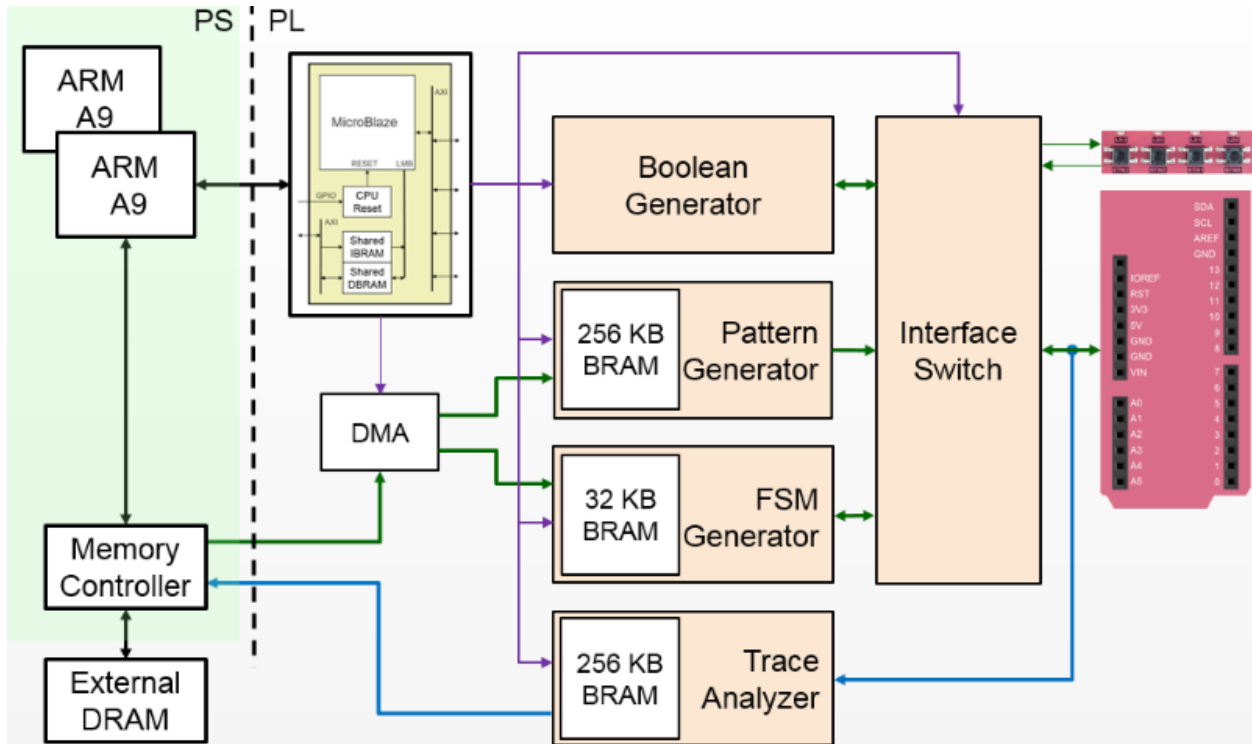 PS
PL
ARM
A9
ARM
A9
MicroBlaze
AXI
RESET
LMB
GPIO
CPU
Reset
AXI
Shared
IBRAM
Shared
DBRAM
DMA
Memory
Controller
External
DRAM
Boolean
Generator
256 KB
BRAM
Pattern
Generator
32 KB
BRAM
FSM
Generator
256 KB
BRAM
Trace
Analyzer
Interface
Switch
SDA
SCL
AREF
GND
13
12
11
10
9
8
IOREF
RST
3V3
5V
GND
GND
VIN
7
6
5
4
3
2
1
0
A0
A1
A2
A3
A4
A5